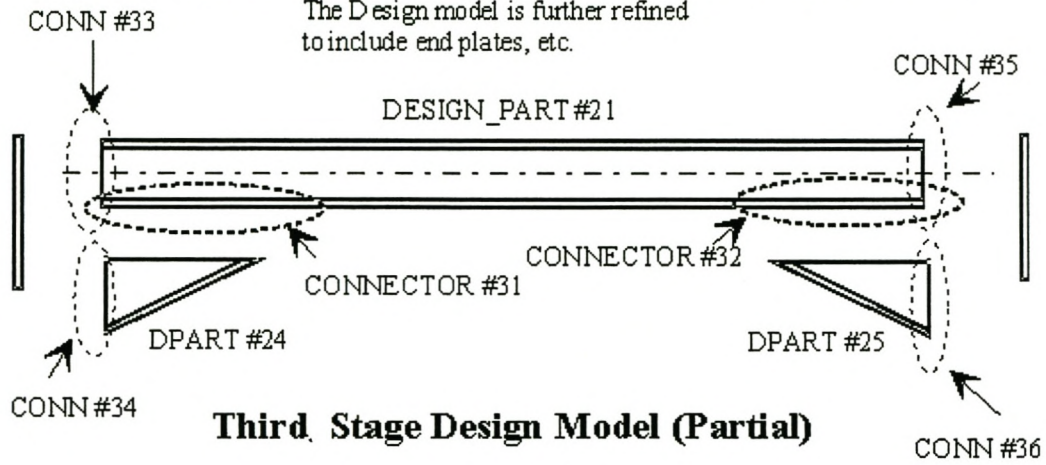 The Design model is further refined
to include end plates, etc.
CONN #33
CONN #35
DESIGN_PART #21
CONNECTOR #32
CONNECTOR #31
DPART #24
DPART #25
CONN #34
Third Stage Design Model (Partial)
CONN #36